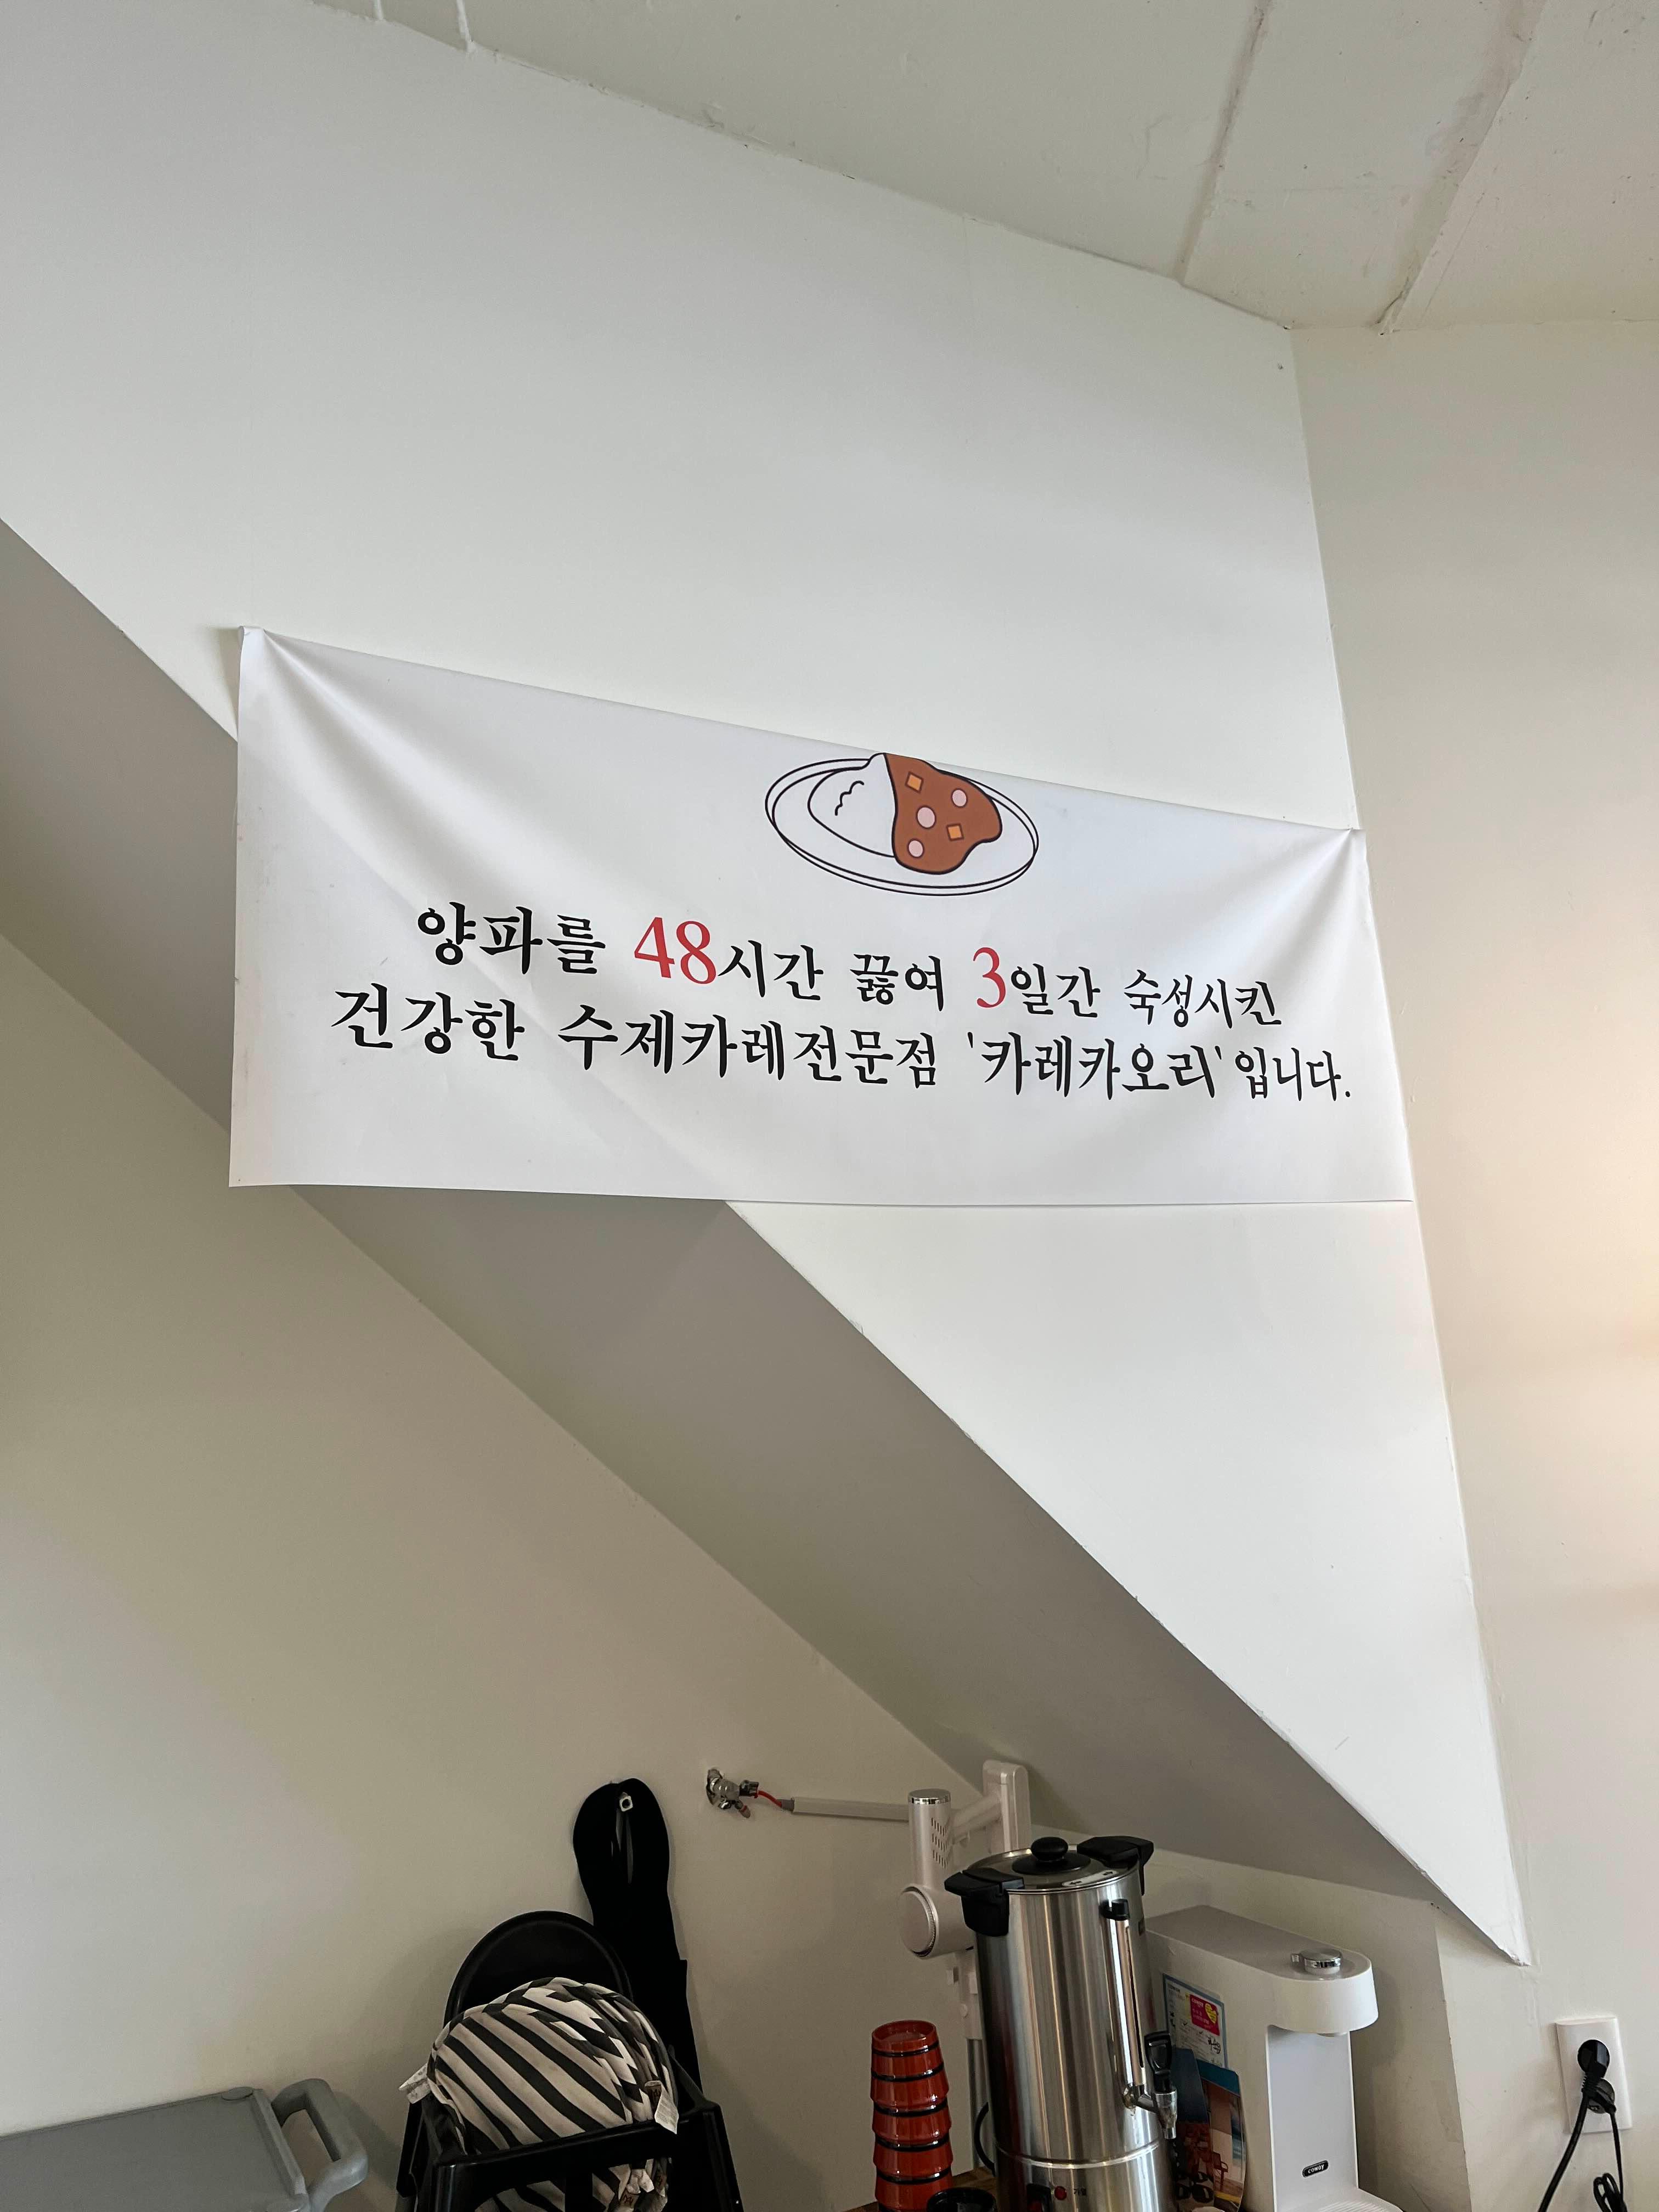 양파를 48시간 끓여 3일간 숙성시킨
건강한 수제카레전문점 '카레카오리' 입니다.
coway